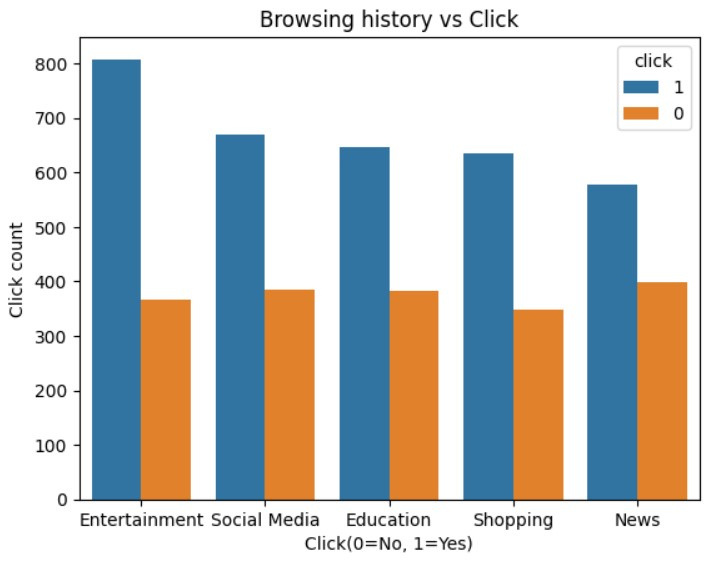 Browsing history vs Click
click
1
0
Click count
800
700
600
500
400
300
200
100
0
Entertainment Social Media Education Shopping News
Click(0=No, 1=Yes)